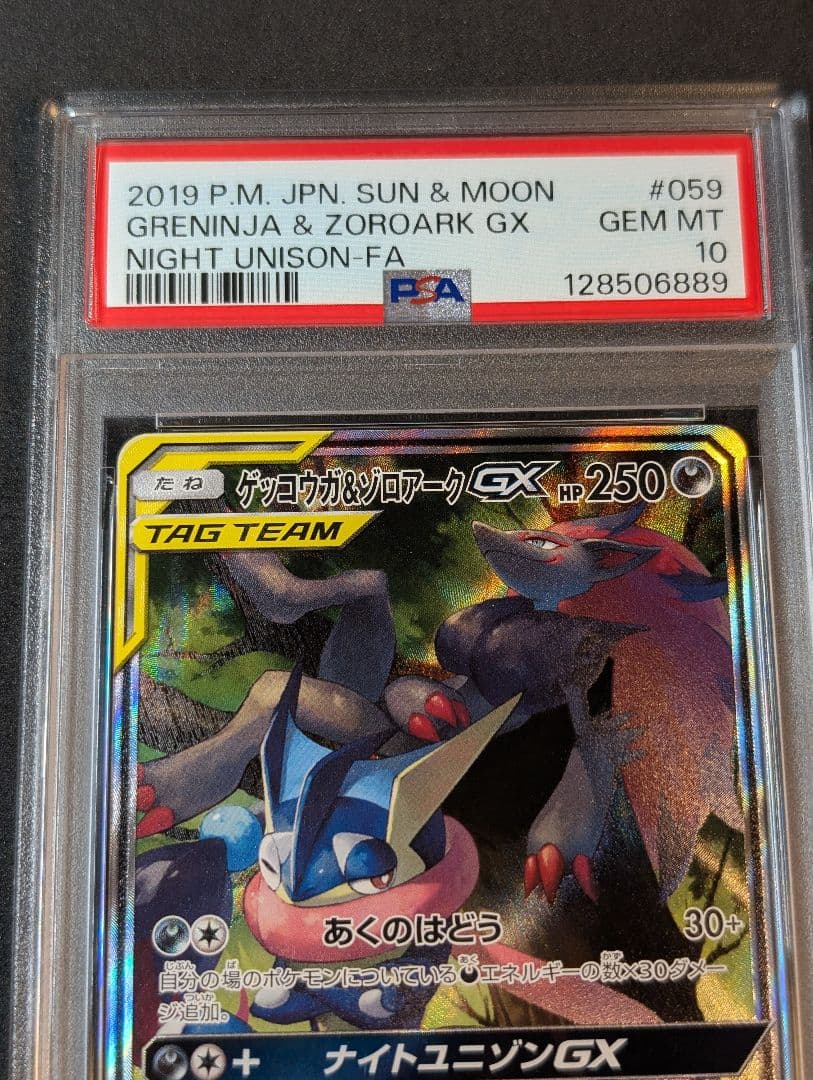 2019 P.M. JPN. SUN & MOON #059
GRENINJA & ZOROARK GX GEM MT
NIGHT UNISON-FA 10
PSA 128506889
たね ゲッコウガ&ゾロアークGX HP250
TAG TEAM
あくのはどう 30+
自分の場のポケモンについているエネルギーの数×30ダメー
ジ追加。
+ ナイトユニゾンGX